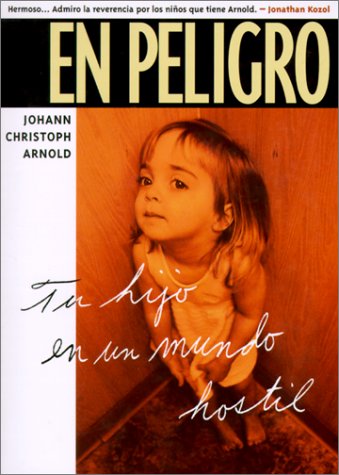 Hermoso... Admiro la reverencia por los niños que tiene Arnold. – Jonathan Kozol
EN PELIGRO
JOHANN
CHRISTOPH
ARNOLD
Tu hijo
en un mundo
hostil